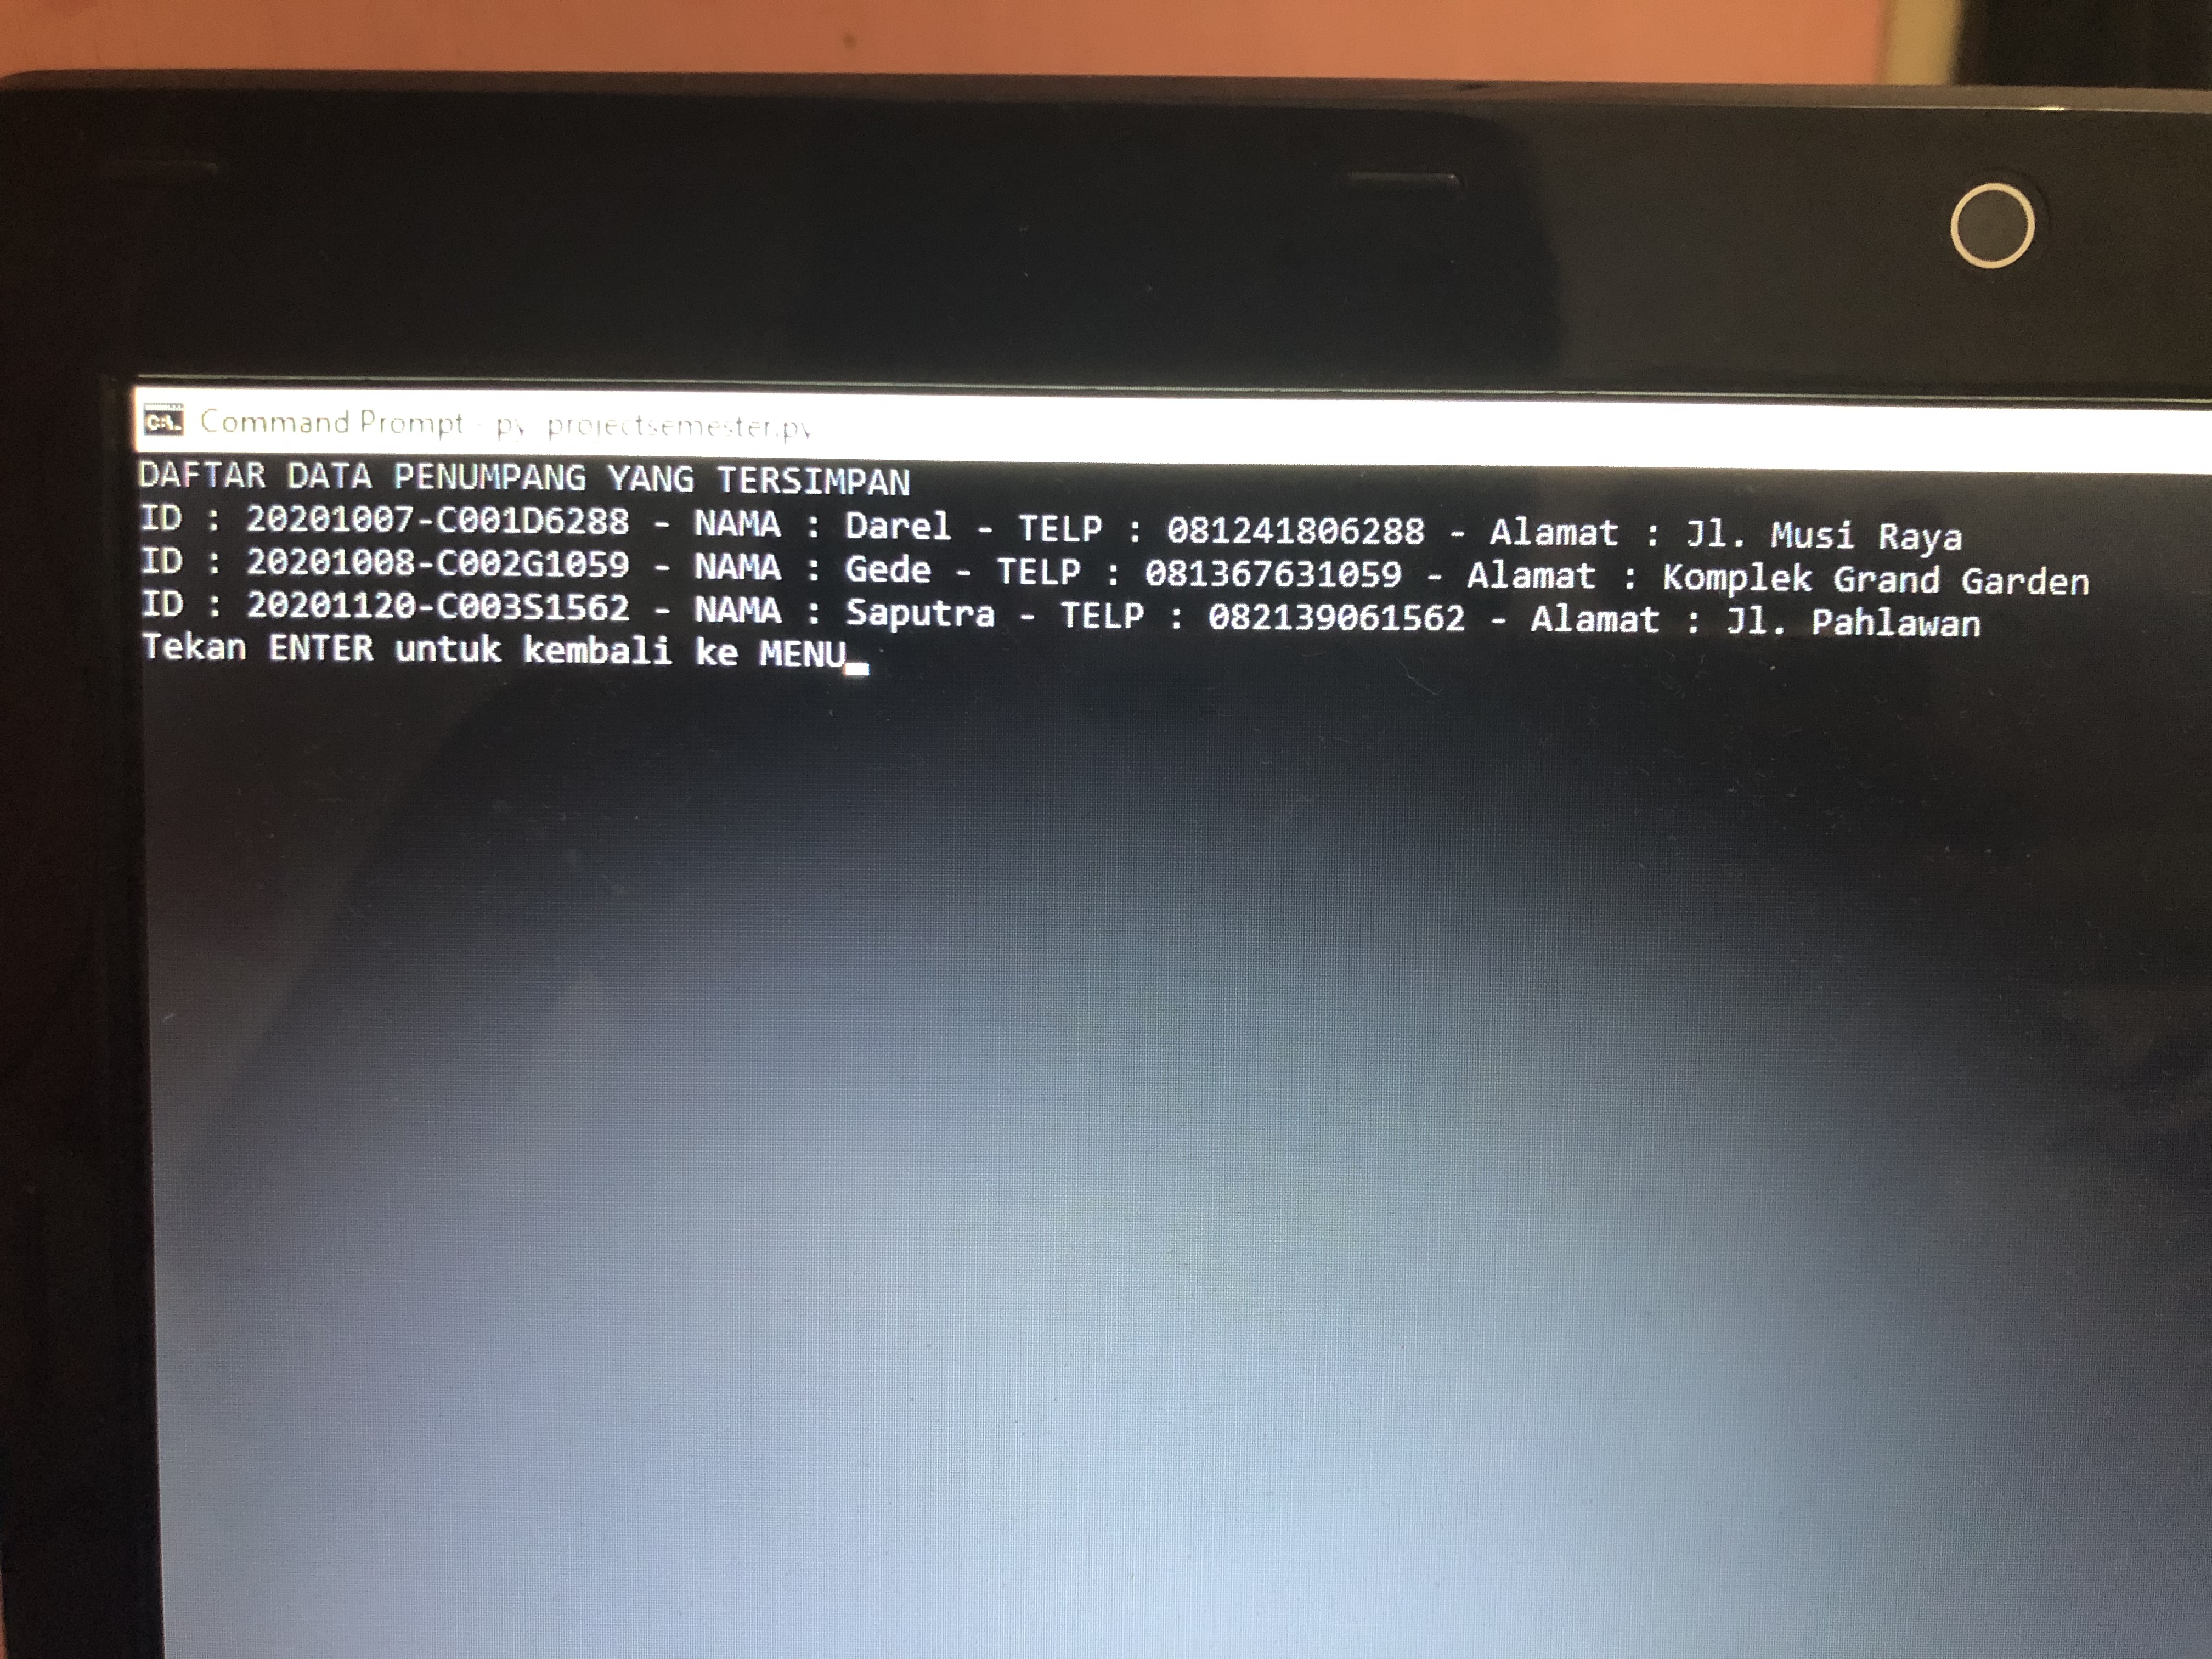 Command Prompt - py projectsemester.py
DAFTAR DATA PENUMPANG YANG TERSIMPAN
ID : 20201007-C001D6288 - NAMA : Darel - TELP : 081241806288 - Alamat : Jl. Musi Raya
ID : 20201008-C002G1059 - NAMA : Gede - TELP : 081367631059 - Alamat : Komplek Grand Garden
ID : 20201120-C003S1562 - NAMA : Saputra - TELP : 082139061562 - Alamat : Jl. Pahlawan
Tekan ENTER untuk kembali ke MENU_